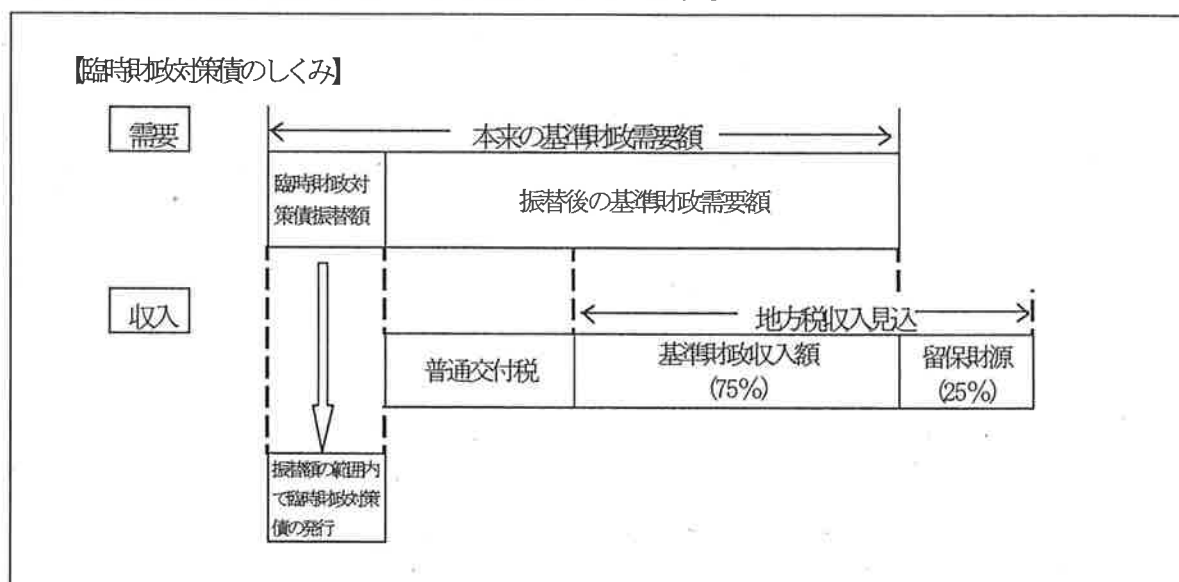 【臨時財政対策債のしくみ】
需要
本来の基準財政需要額
臨時財政対
策債振替額
振替後の基準財政需要額
収入
地方税収入見込
普通交付税
基準財政収入額
(75%)
留保財源
(25%)
振替額の範囲内
で臨時財政対策
債の発行